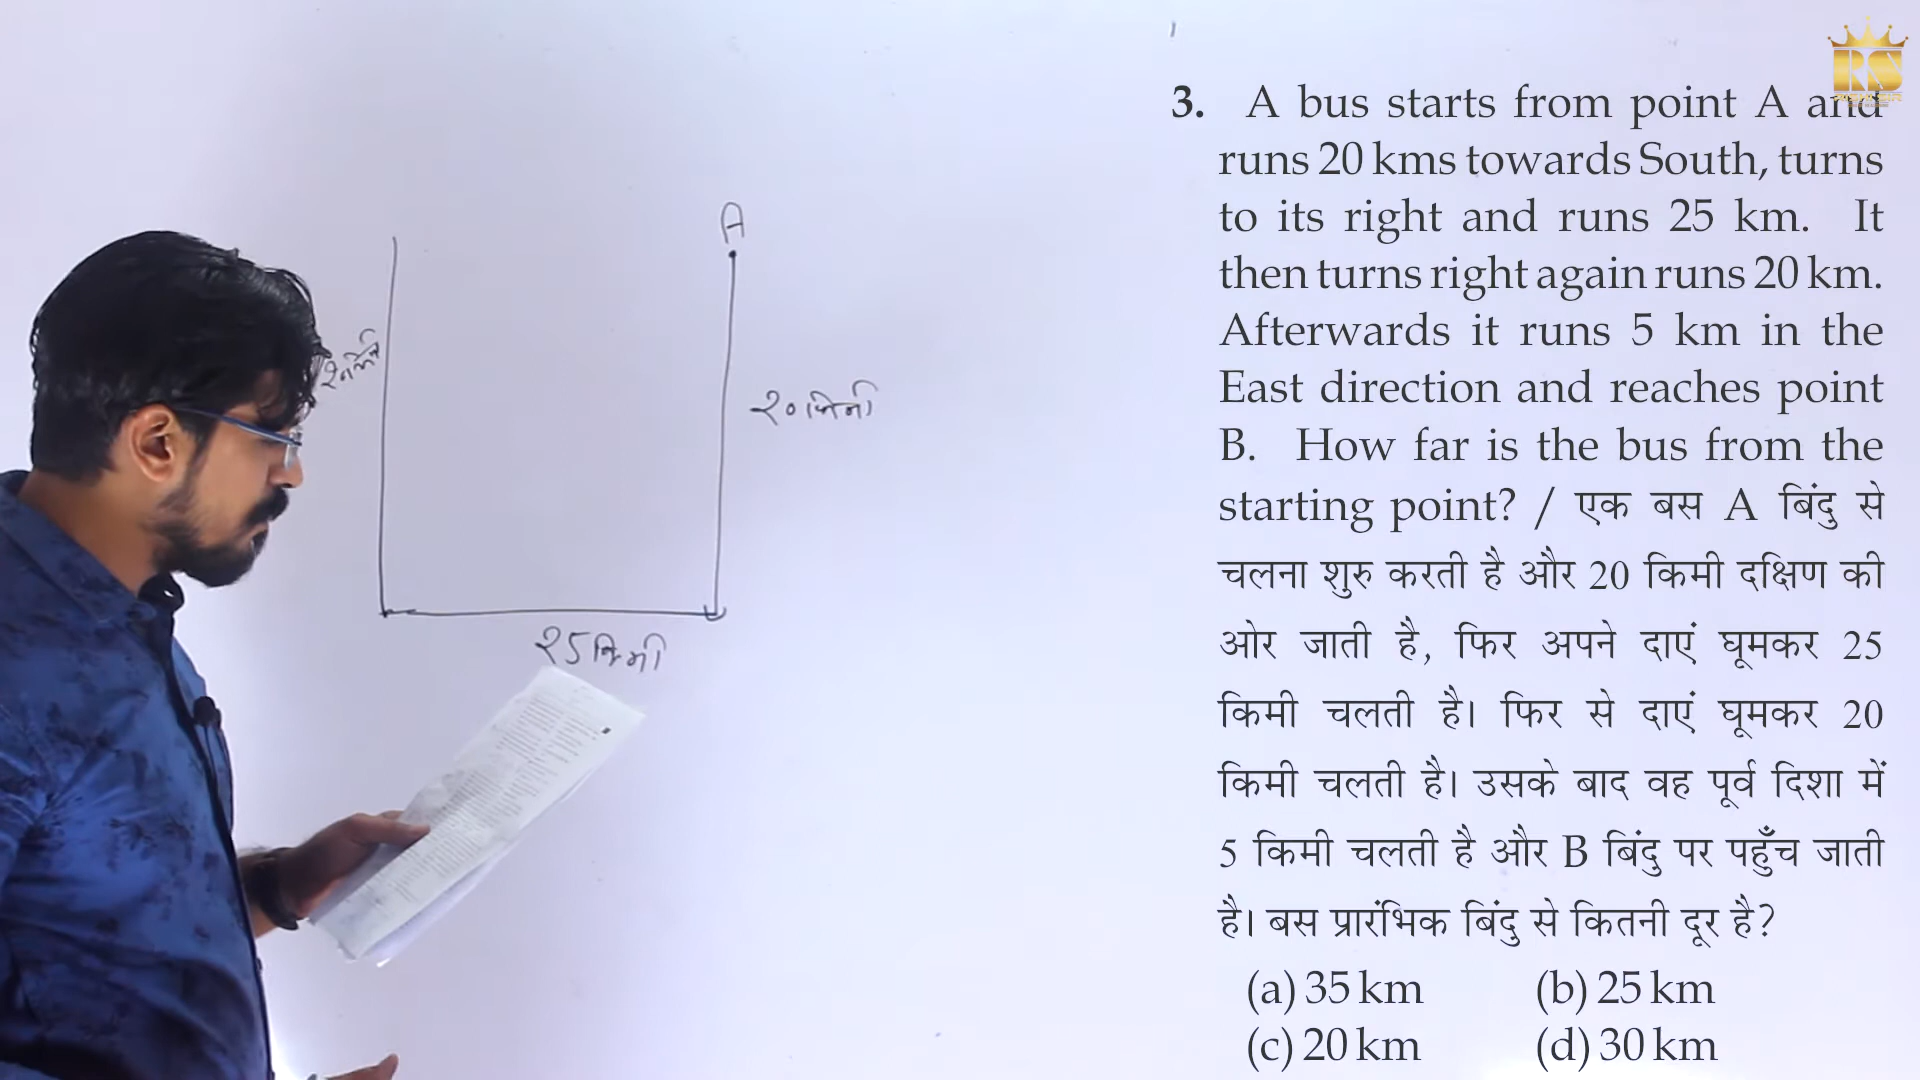 A
२० किमी
२० किमी
२5 किमी
RS
3. A bus starts from point A and
runs 20 kms towards South, turns
to its right and runs 25 km. It
then turns right again runs 20 km.
Afterwards it runs 5 km in the
East direction and reaches point
B. How far is the bus from the
starting point? / एक बस A बिंदु से
चलना शुरु करती है और 20 किमी दक्षिण की
ओर जाती है, फिर अपने दाएं घूमकर 25
किमी चलती है। फिर से दाएं घूमकर 20
किमी चलती है। उसके बाद वह पूर्व दिशा में
5 किमी चलती है और B बिंदु पर पहुँच जाती
है। बस प्रारंभिक बिंदु से कितनी दूर है?
(a) 35 km (b) 25 km
(c) 20 km (d) 30 km